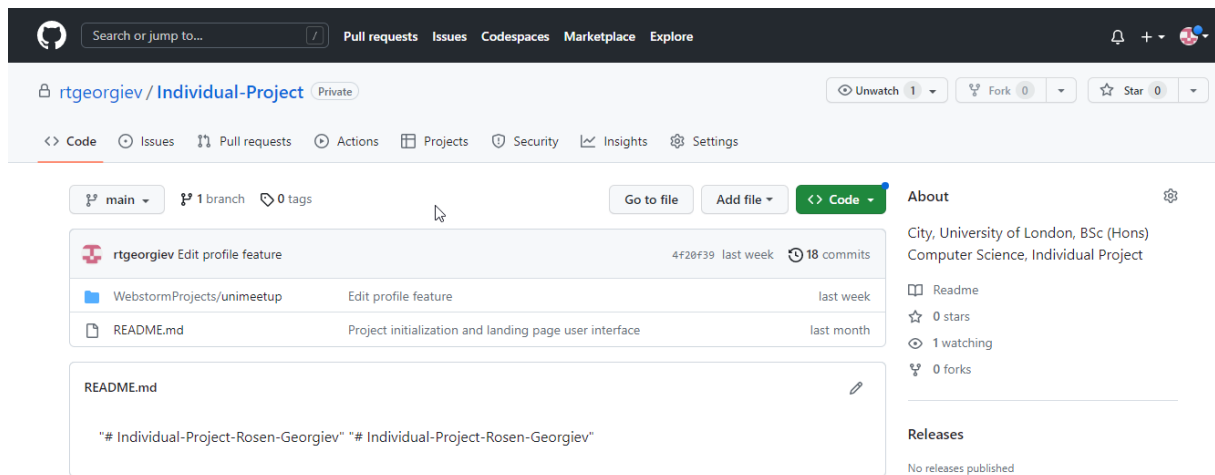 Search or jump to... / Pull requests Issues Codespaces Marketplace Explore
rtgeorgiev / Individual-Project Private Unwatch 1 Fork 0 Star 0
Code Issues Pull requests Actions Projects Security Insights Settings
main 1 branch 0 tags Go to file Add file Code
rtgeorgiev Edit profile feature 4f20f39 last week 18 commits
WebstormProjects/unimeetup Edit profile feature last week
README.md Project initialization and landing page user interface last month
README.md
"# Individual-Project-Rosen-Georgiev" "# Individual-Project-Rosen-Georgiev"
About
City, University of London, BSc (Hons)
Computer Science, Individual Project
Readme
0 stars
1 watching
0 forks
Releases
No releases published